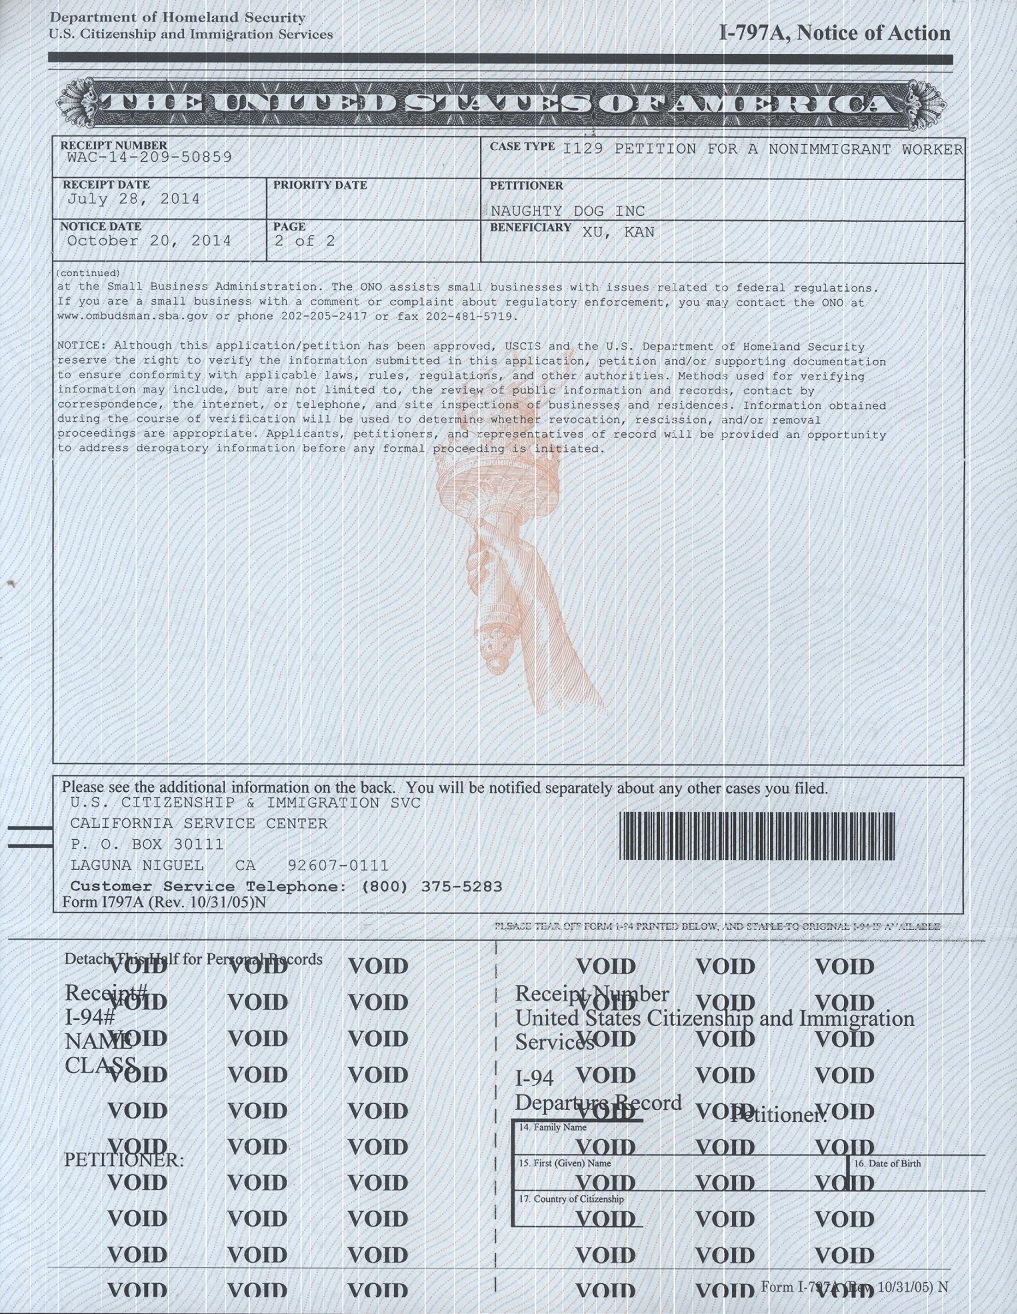 Department of Homeland Security
U.S. Citizenship and Immigration Services
I-797A, Notice of Action
THE UNITED STATES OF AMERICA
RECEIPT NUMBER
WAC-14-209-50859
CASE TYPE I129 PETITION FOR A NONIMMIGRANT WORKER
RECEIPT DATE
July 28, 2014
PRIORITY DATE
PETITIONER
NAUGHTY DOG INC
NOTICE DATE
October 20, 2014
PAGE
2 of 2
BENEFICIARY XU, KAN
(continued)
at the Small Business Administration. The ONO assists small businesses with issues related to federal regulations.
If you are a small business with a comment or complaint about regulatory enforcement, you may contact the ONO at
www.ombudsman.sba.gov or phone 202-205-2417 or fax 202-481-5719.
NOTICE: Although this application/petition has been approved, USCIS and the U.S. Department of Homeland Security
reserve the right to verify the information submitted in this application, petition and/or supporting documentation
to ensure conformity with applicable laws, rules, regulations, and other authorities. Methods used for verifying
information may include, but are not limited to, the review of public information and records, contact by
correspondence, the internet, or telephone, and site inspections of businesses and residences. Information obtained
during the course of verification will be used to determine whether revocation, rescission, and/or removal
proceedings are appropriate. Applicants, petitioners, and representatives of record will be provided an opportunity
to address derogatory information before any formal proceeding is initiated.
Please see the additional information on the back. You will be notified separately about any other cases you filed.
U.S. CITIZENSHIP & IMMIGRATION SVC
CALIFORNIA SERVICE CENTER
P. O. BOX 30111
LAGUNA NIGUEL CA 92607-0111
Customer Service Telephone: (800) 375-5283
Form I797A (Rev. 10/31/05)N
PLEASE TEAR OFF FORM I-94 PRINTED BELOW, AND STAPLE TO ORIGINAL I-94 IF AVAILABLE
Detach This Half for Personal Records
VOID VOID VOID
Receipt#
VOID VOID VOID
I-94#
NAME
VOID VOID VOID
CLASS
VOID VOID VOID
VOID VOID VOID
VOID VOID VOID
PETITIONER:
VOID VOID VOID
VOID VOID VOID
VOID VOID VOID
VOID VOID VOID
VOID VOID VOID
Receipt Number
VOID VOID VOID
United States Citizenship and Immigration
Services
VOID VOID VOID
I-94
VOID VOID VOID
Departure Record
VOID VOID VOID
Petitioner:
14. Family Name
VOID VOID VOID
15. First (Given) Name
16. Date of Birth
VOID VOID VOID
17. Country of Citizenship
VOID VOID VOID
VOID VOID VOID
VOID VOID VOID
Form I-797A (Rev. 10/31/05) N